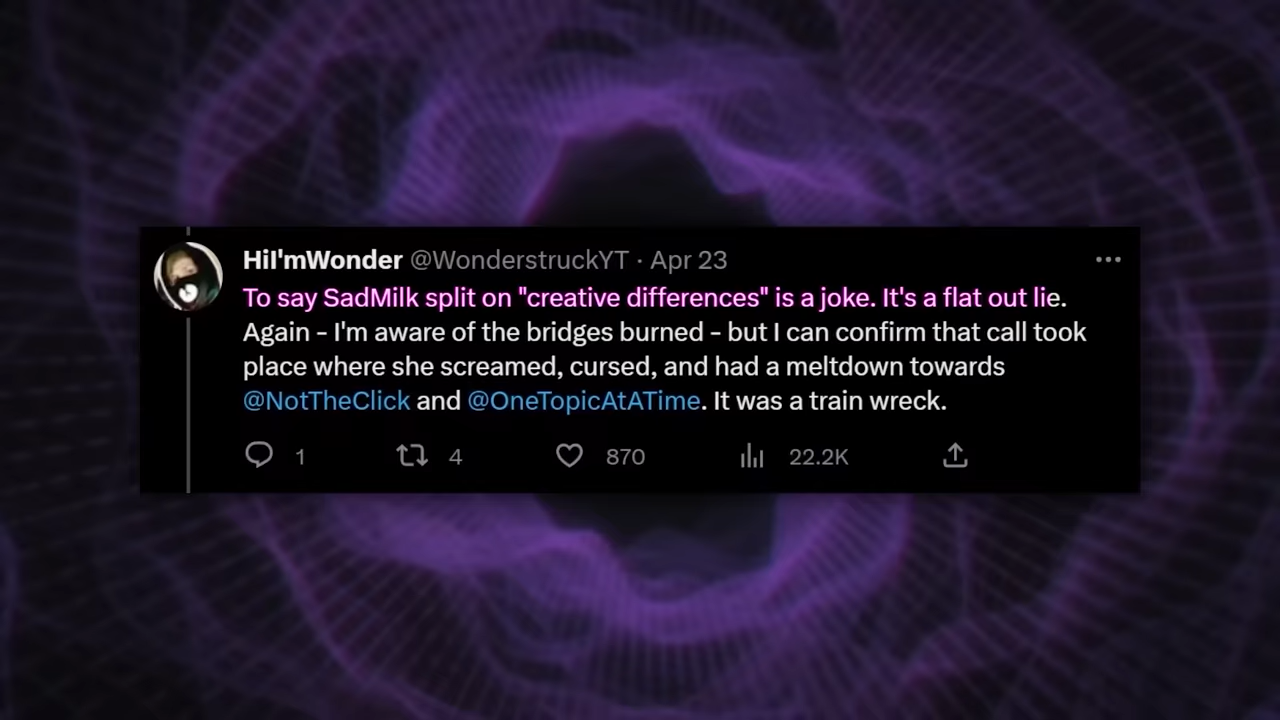 HiI'mWonder @WonderstruckYT · Apr 23
To say SadMilk split on "creative differences" is a joke. It's a flat out lie.
Again – I'm aware of the bridges burned – but I can confirm that call took
place where she screamed, cursed, and had a meltdown towards
@NotTheClick and @OneTopicAtATime. It was a train wreck.
1 4 870 22.2K